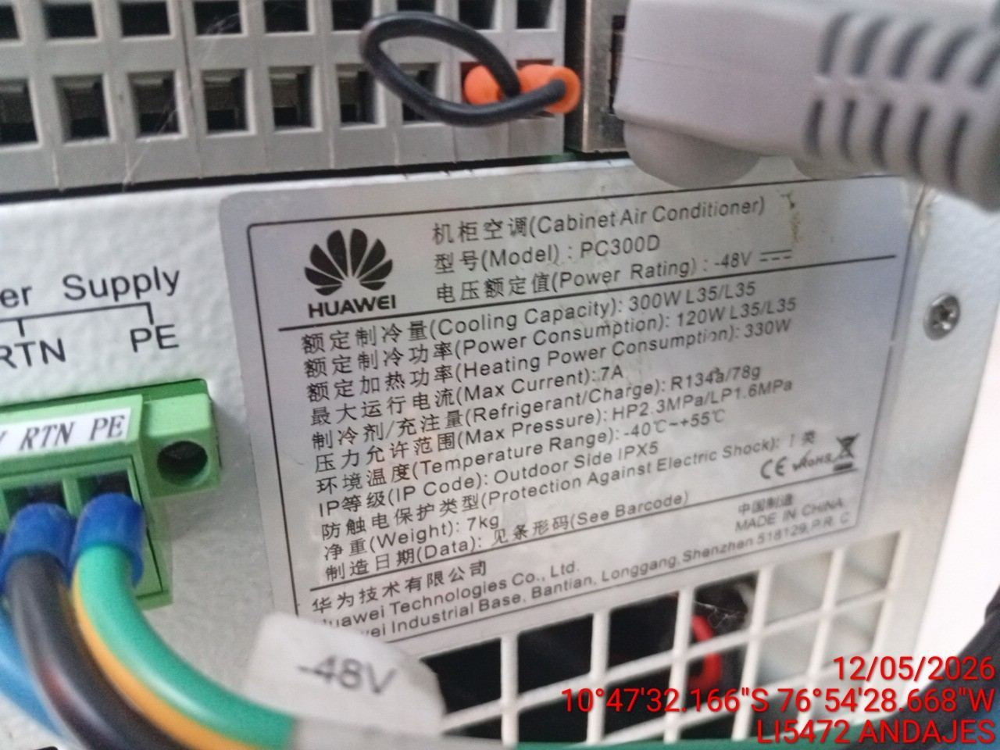 er Supply
RTN PE
RTN PE
HUAWEI
机柜空调(Cabinet Air Conditioner)
型号(Model) : PC300D
电压额定值(Power Rating) : -48V
额定制冷量(Cooling Capacity): 300W L35/L35
额定制冷功率(Power Consumption): 120W L35/L35
额定加热功率(Heating Power Consumption): 330W
最大运行电流(Max Current): 7A
制冷剂/充注量(Refrigerant/Charge): R134a/78g
压力允许范围(Max Pressure): HP2.3MPa/LP1.6MPa
环境温度(Temperature Range): -40℃~+55℃
IP等级(IP Code): Outdoor Side IPX5
防触电保护类型(Protection Against Electric Shock): I 类
净重(Weight): 7kg
制造日期(Data): 见条形码(See Barcode)
CE RoHS
中国制造
MADE IN CHINA
华为技术有限公司
Huawei Technologies Co., Ltd.
wei Industrial Base, Bantian, Longgang, Shenzhen 518129, P.R.C
-48V
12/05/2026
10°47'32.166"S 76°54'28.668"W
LI5472 ANDAJES